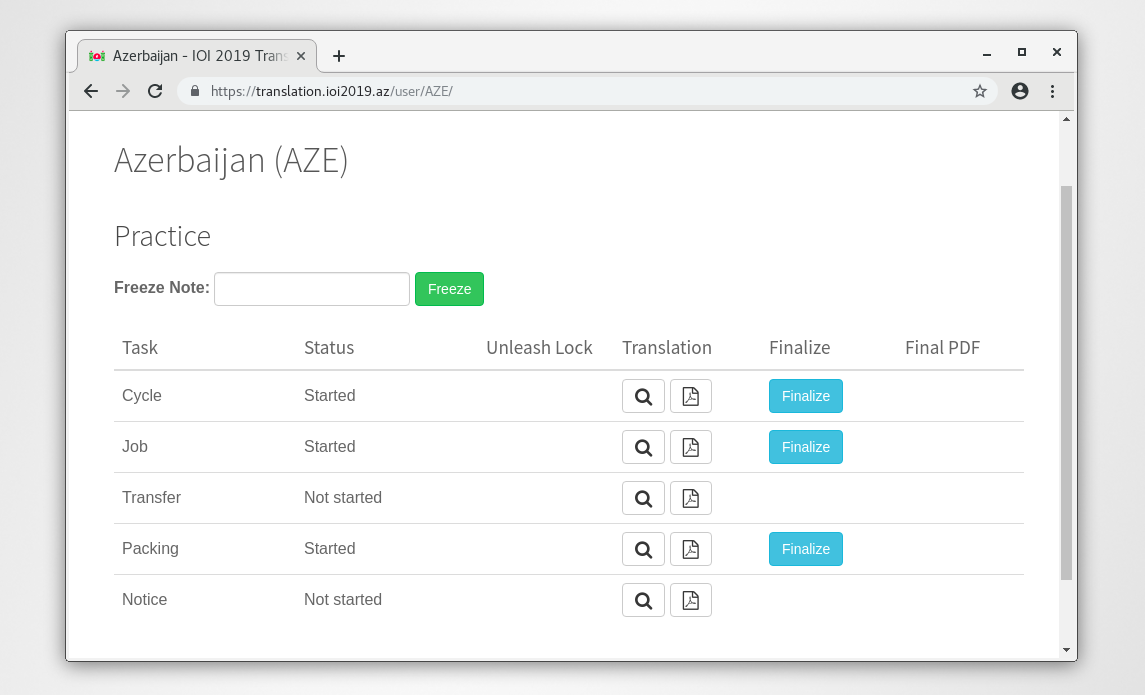 Azerbaijan - IOI 2019 Trans
https://translation.ioi2019.az/user/AZE/
Azerbaijan (AZE)
Practice
Freeze Note: Freeze
Task Status Unleash Lock Translation Finalize Final PDF
Cycle Started Finalize
Job Started Finalize
Transfer Not started
Packing Started Finalize
Notice Not started